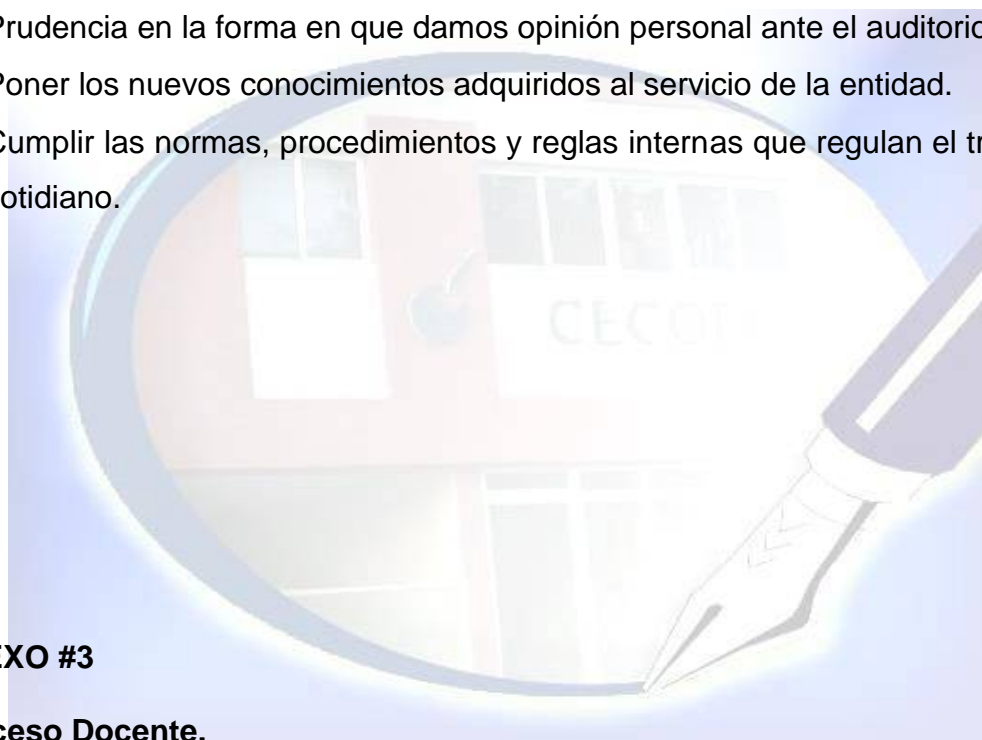 Prudencia en la forma en que damos opinión personal ante el auditorio
Poner los nuevos conocimientos adquiridos al servicio de la entidad.
Cumplir las normas, procedimientos y reglas internas que regulan el tr
otidiano.
CECO
EXO #3
ceso Docente.